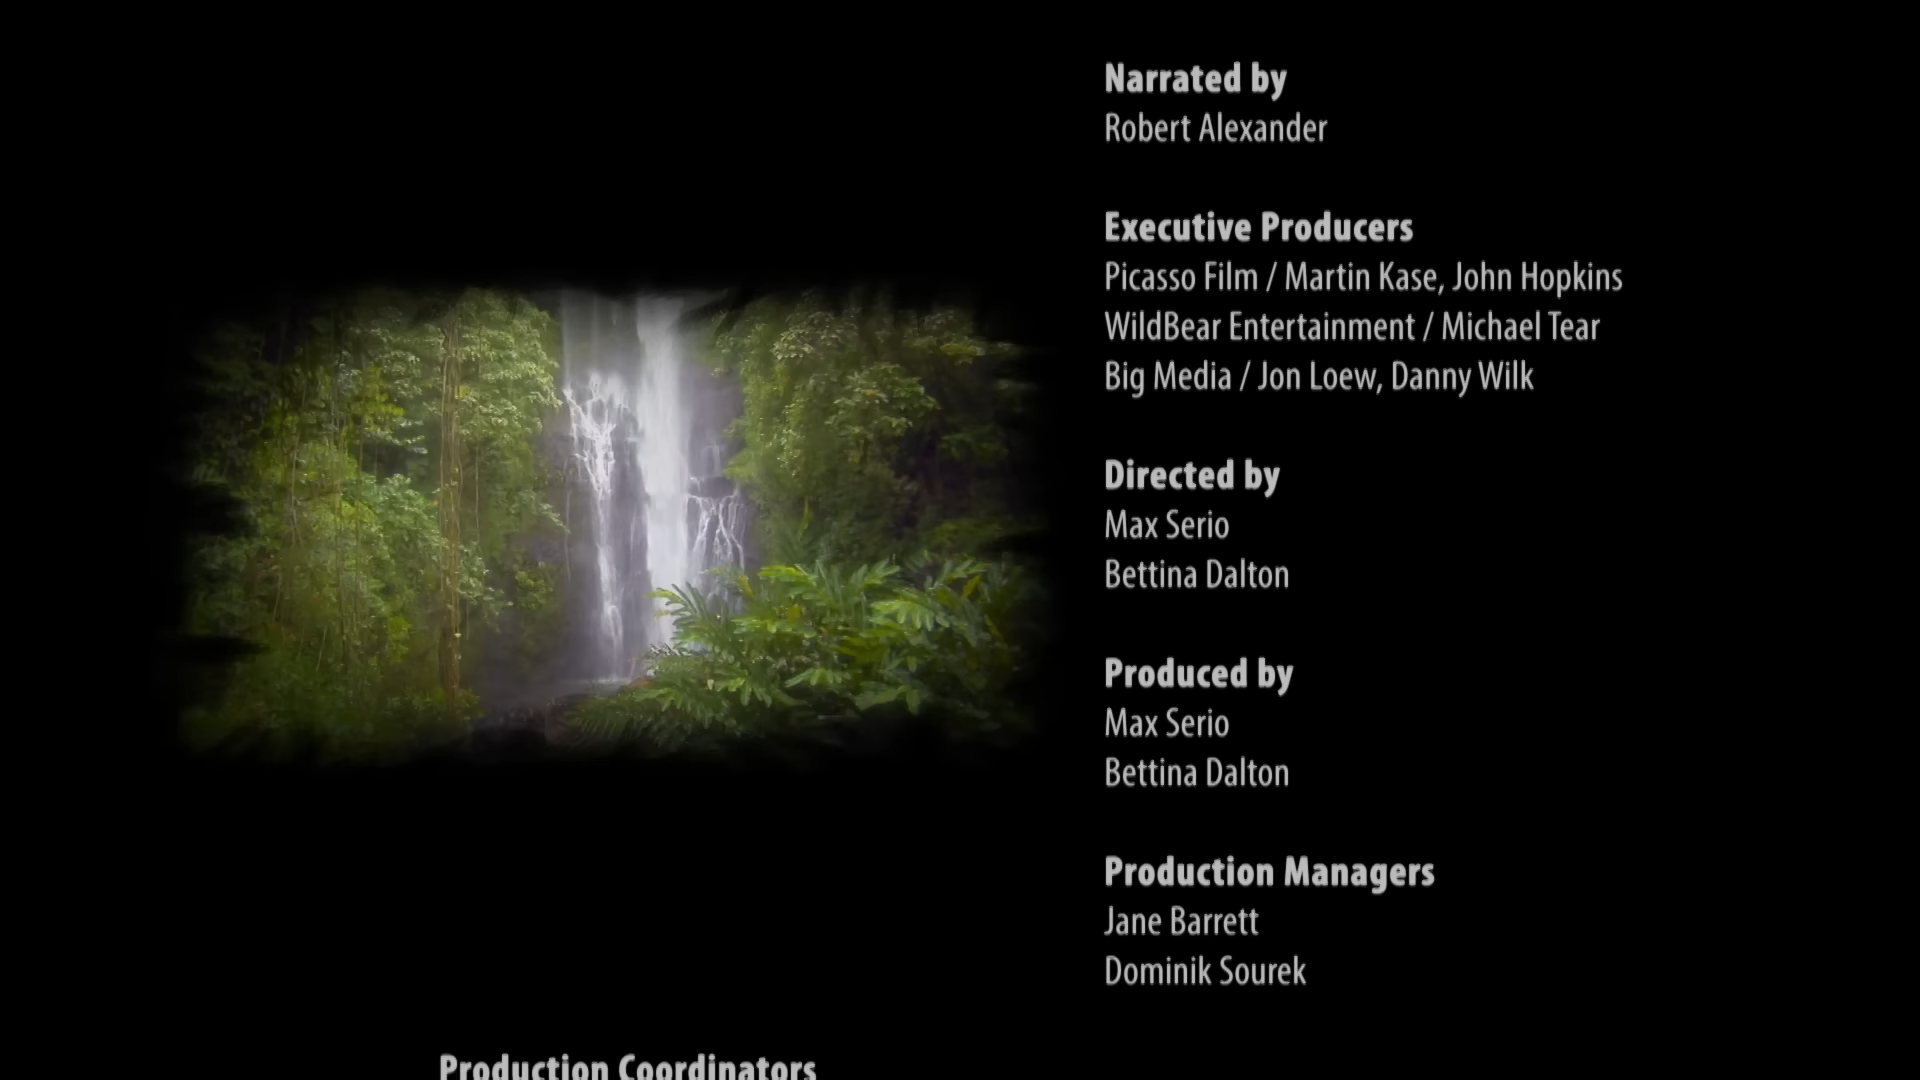 Narrated by
Robert Alexander
Executive Producers
Picasso Film / Martin Kase, John Hopkins
WildBear Entertainment / Michael Tear
Big Media / Jon Loew, Danny Wilk
Directed by
Max Serio
Bettina Dalton
Produced by
Max Serio
Bettina Dalton
Production Managers
Jane Barrett
Dominik Sourek
Production Coordinators